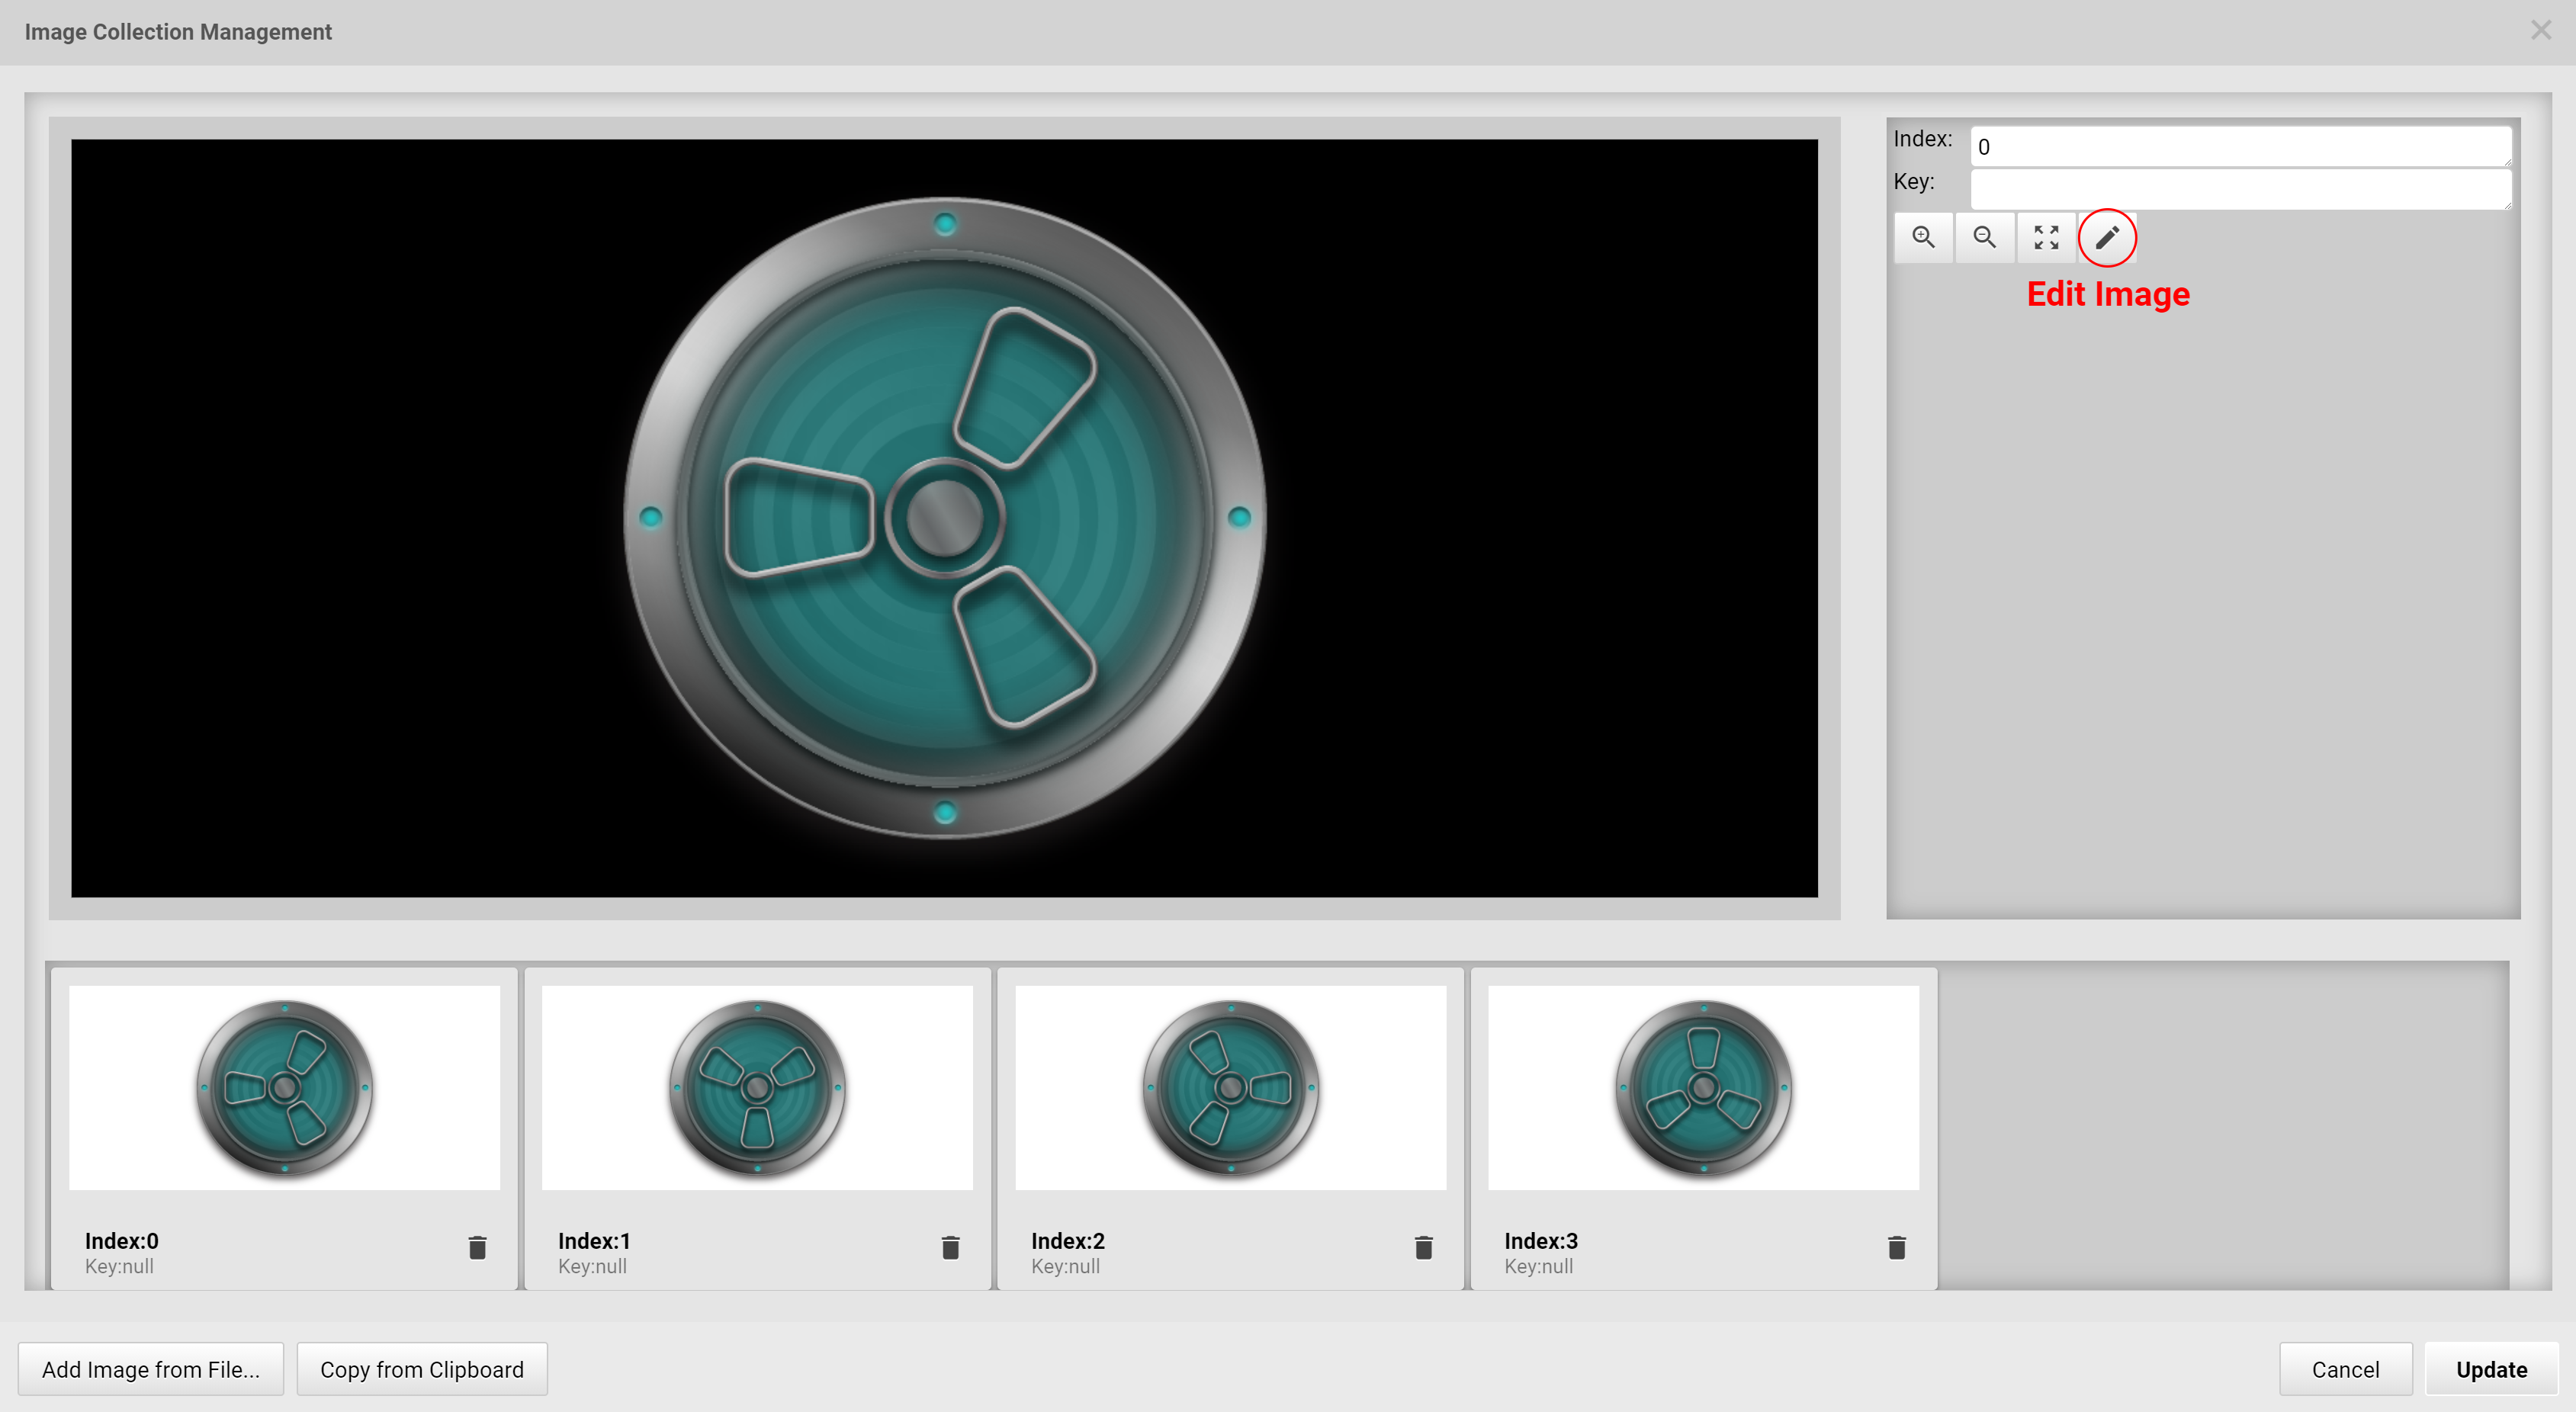 Image Collection Management
Index: 0
Key:
Edit Image
Index:0
Key:null
Index:1
Key:null
Index:2
Key:null
Index:3
Key:null
Add Image from File...
Copy from Clipboard
Cancel
Update